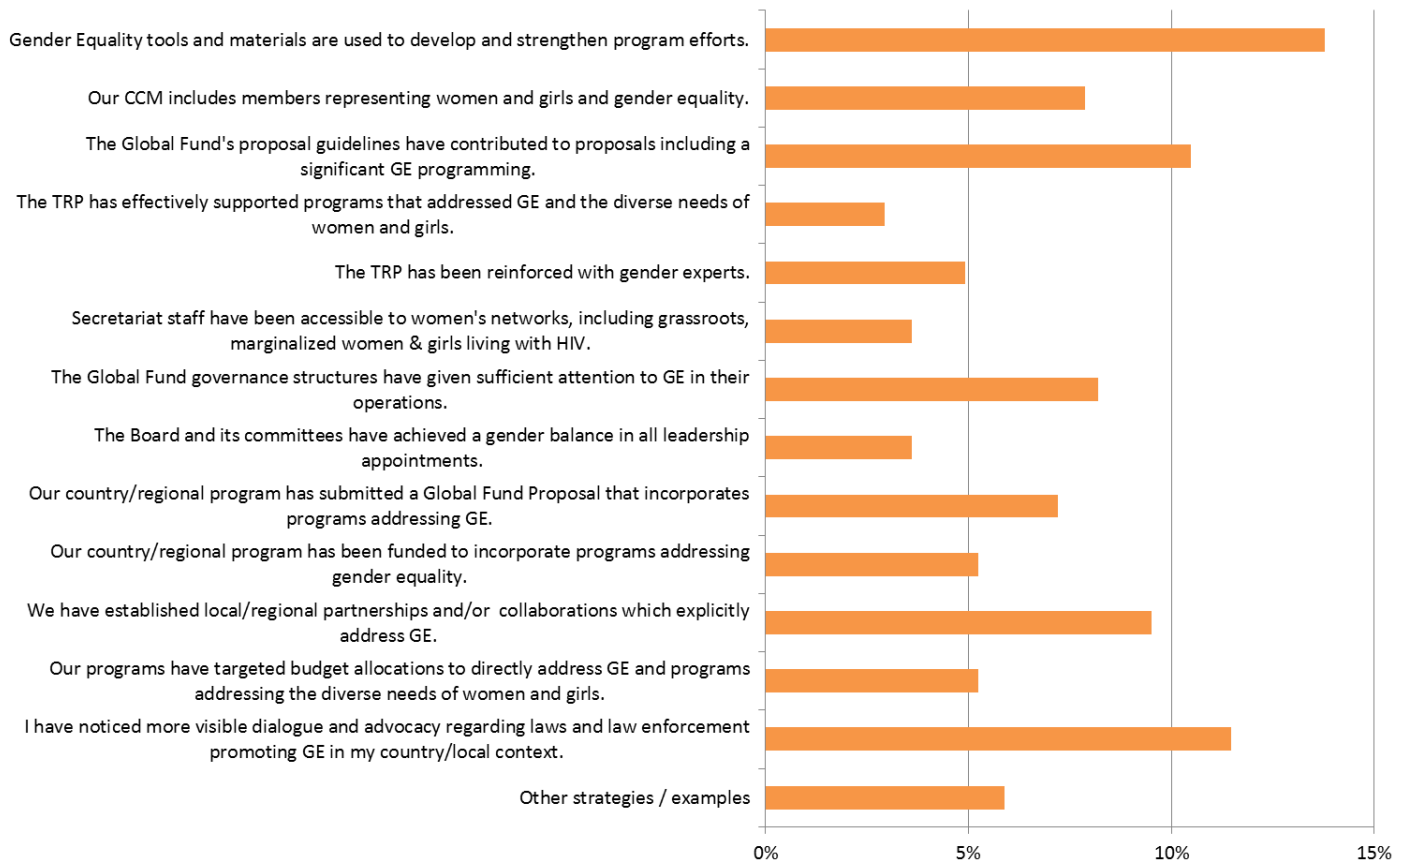 Gender Equality tools and materials are used to develop and strengthen program efforts.
Our CCM includes members representing women and girls and gender equality.
The Global Fund's proposal guidelines have contributed to proposals including a
significant GE programming.
The TRP has effectively supported programs that addressed GE and the diverse needs of
women and girls.
The TRP has been reinforced with gender experts.
Secretariat staff have been accessible to women's networks, including grassroots,
marginalized women & girls living with HIV.
The Global Fund governance structures have given sufficient attention to GE in their
operations.
The Board and its committees have achieved a gender balance in all leadership
appointments.
Our country/regional program has submitted a Global Fund Proposal that incorporates
programs addressing GE.
Our country/regional program has been funded to incorporate programs addressing
gender equality.
We have established local/regional partnerships and/or  collaborations which explicitly
address GE.
Our programs have targeted budget allocations to directly address GE and programs
addressing the diverse needs of women and girls.
I have noticed more visible dialogue and advocacy regarding laws and law enforcement
promoting GE in my country/local context.
Other strategies / examples
0% 5% 10% 15%